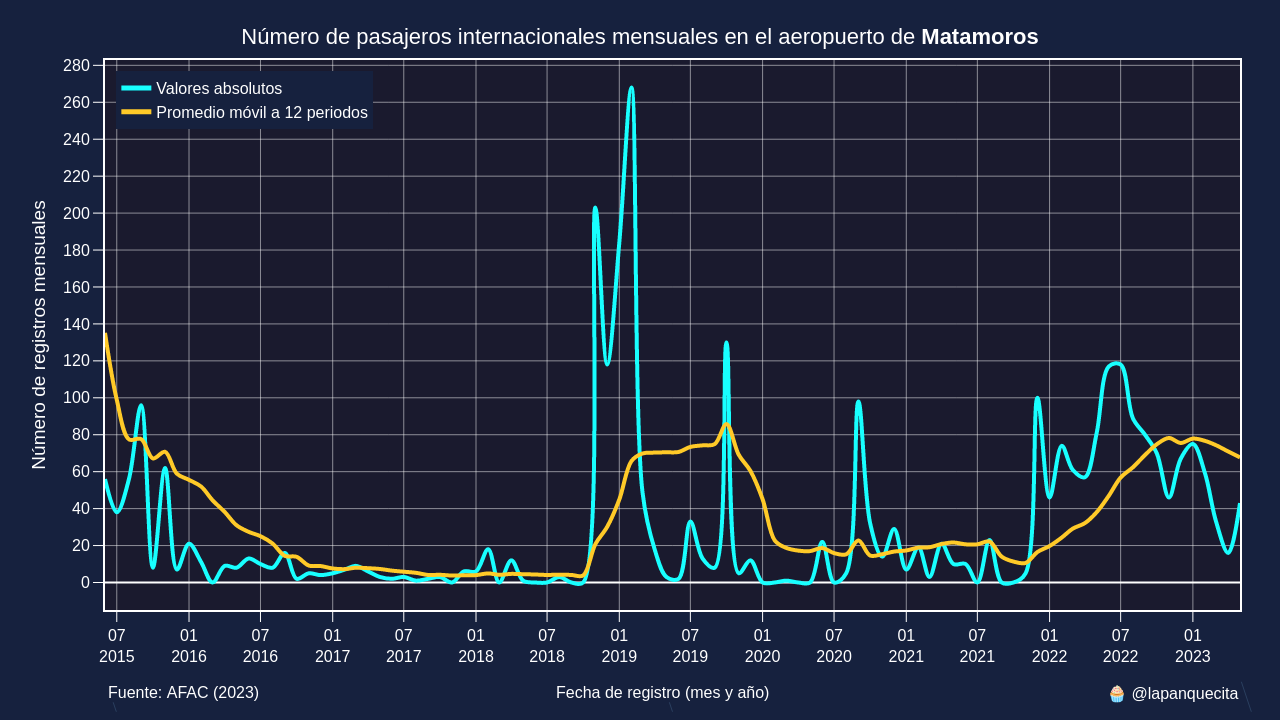 Número de pasajeros internacionales mensuales en el aeropuerto de Matamoros
Valores absolutos
Promedio móvil a 12 periodos
Número de registros mensuales
280
260
240
220
200
180
160
140
120
100
80
60
40
20
0
07 01 07 01 07 01 07 01 07 01 07 01 07 01 07 01
2015 2016 2016 2017 2017 2018 2018 2019 2019 2020 2020 2021 2021 2022 2022 2023
Fuente: AFAC (2023)
Fecha de registro (mes y año)
🧁 @lapanquecita